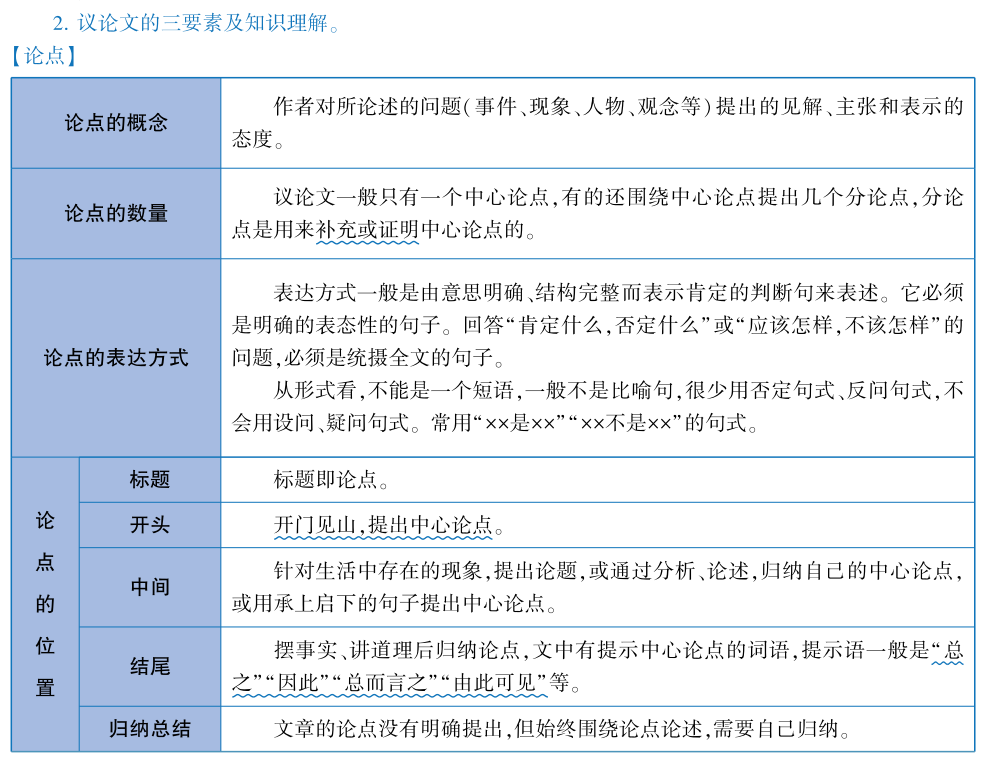 2. 议论文的三要素及知识理解。
【论点】
论点的概念
作者对所论述的问题(事件、现象、人物、观念等)提出的见解、主张和表示的
态度。
论点的数量
议论文一般只有一个中心论点,有的还围绕中心论点提出几个分论点,分论
点是用来补充或证明中心论点的。
论点的表达方式
表达方式一般是由意思明确、结构完整而表示肯定的判断句来表述。它必须
是明确的表态性的句子。回答“肯定什么,否定什么”或“应该怎样,不该怎样”的
问题,必须是统摄全文的句子。
从形式看,不能是一个短语,一般不是比喻句,很少用否定句式、反问句式,不
会用设问、疑问句式。常用“××是××”“××不是××”的句式。
论点的位置
标题
标题即论点。
开头
开门见山,提出中心论点。
中间
针对生活中存在的现象,提出论题,或通过分析、论述,归纳自己的中心论点,
或用承上启下的句子提出中心论点。
结尾
摆事实、讲道理后归纳论点,文中有提示中心论点的词语,提示语一般是“总
之”“因此”“总而言之”“由此可见”等。
归纳总结
文章的论点没有明确提出,但始终围绕论点论述,需要自己归纳。